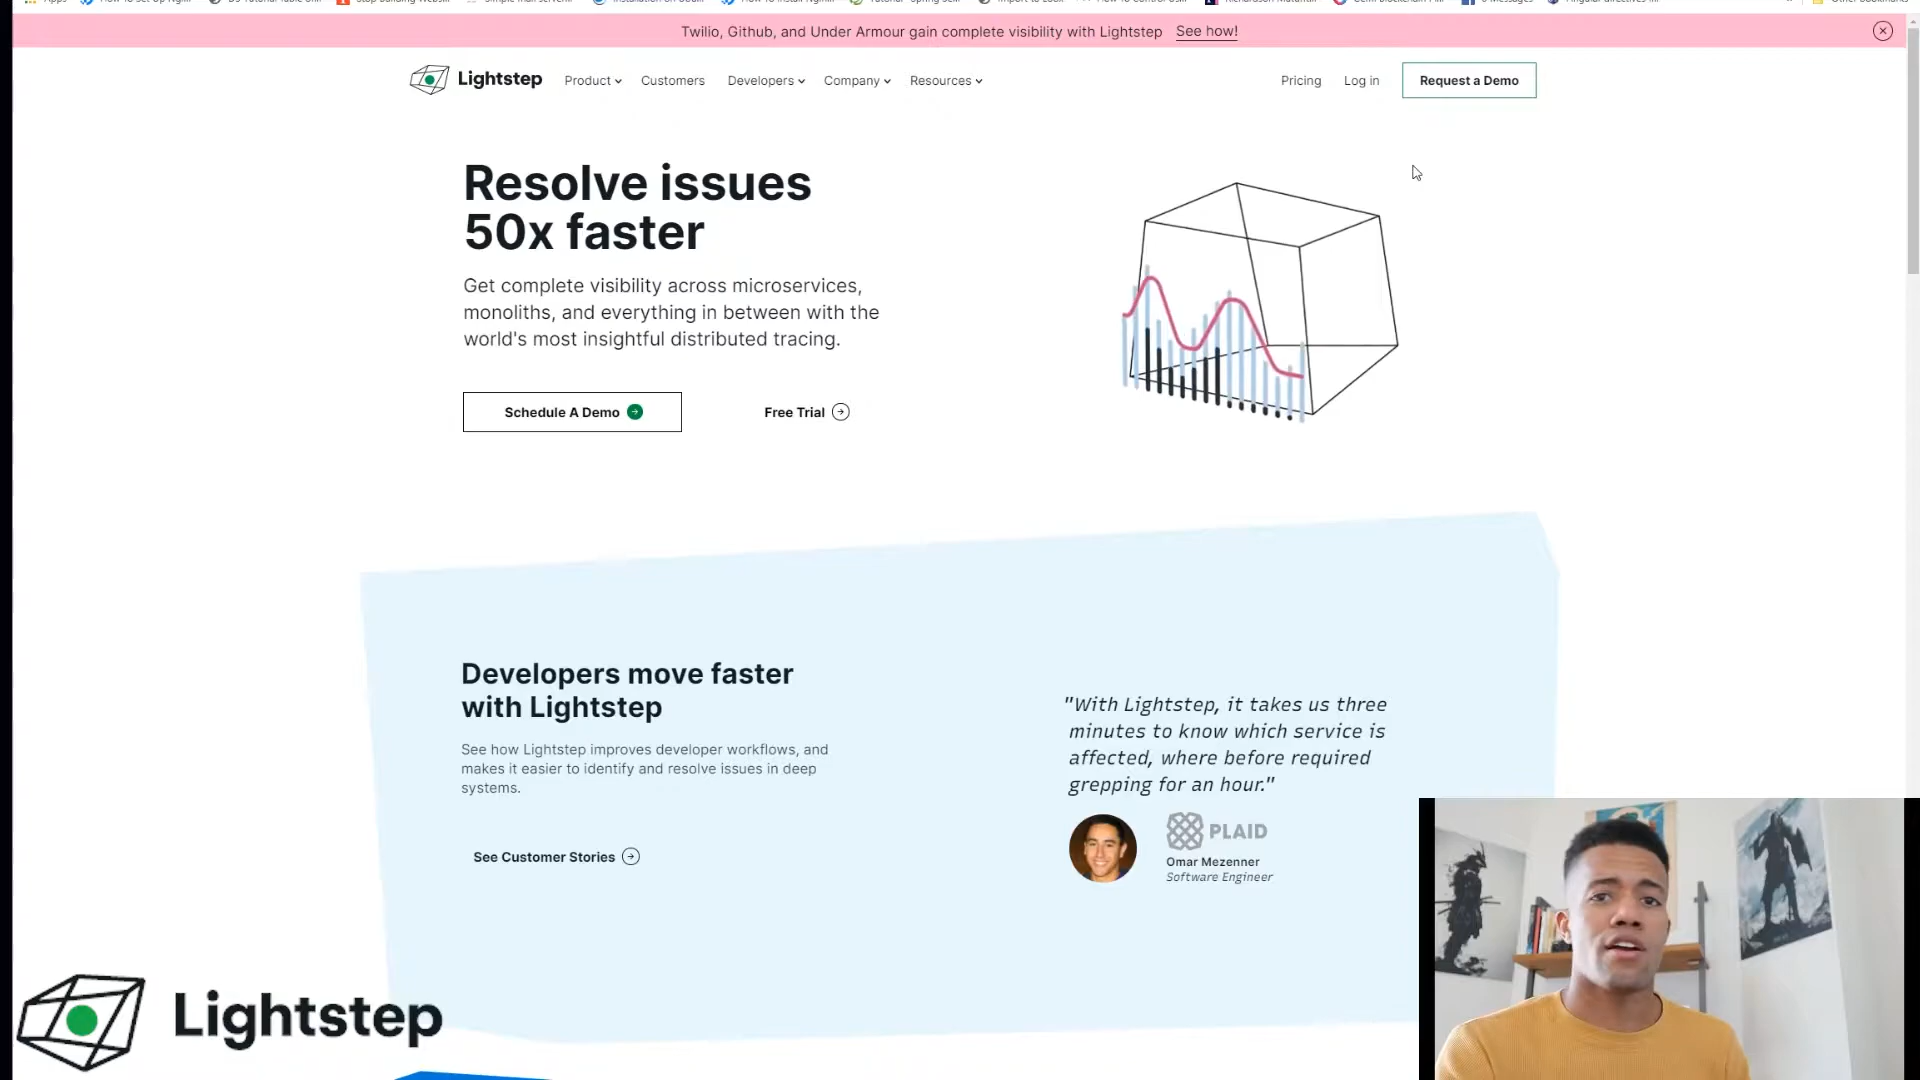 Twilio, Github, and Under Armour gain complete visibility with Lightstep See how!
Lightstep Product Customers Developers Company Resources Pricing Log in Request a Demo
Resolve issues
50x faster
Get complete visibility across microservices,
monoliths, and everything in between with the
world's most insightful distributed tracing.
Schedule A Demo Free Trial
Developers move faster
with Lightstep
See how Lightstep improves developer workflows, and
makes it easier to identify and resolve issues in deep
systems.
See Customer Stories
"With Lightstep, it takes us three
minutes to know which service is
affected, where before required
grepping for an hour."
PLAID
Omar Mezenner
Software Engineer
Lightstep